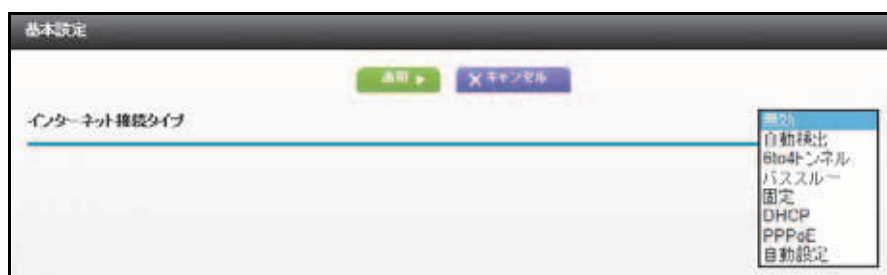 基本設定
適用
キャンセル
インターネット接続タイプ
無効
自動検出
6to4トンネル
パススルー
固定
DHCP
PPPoE
自動設定